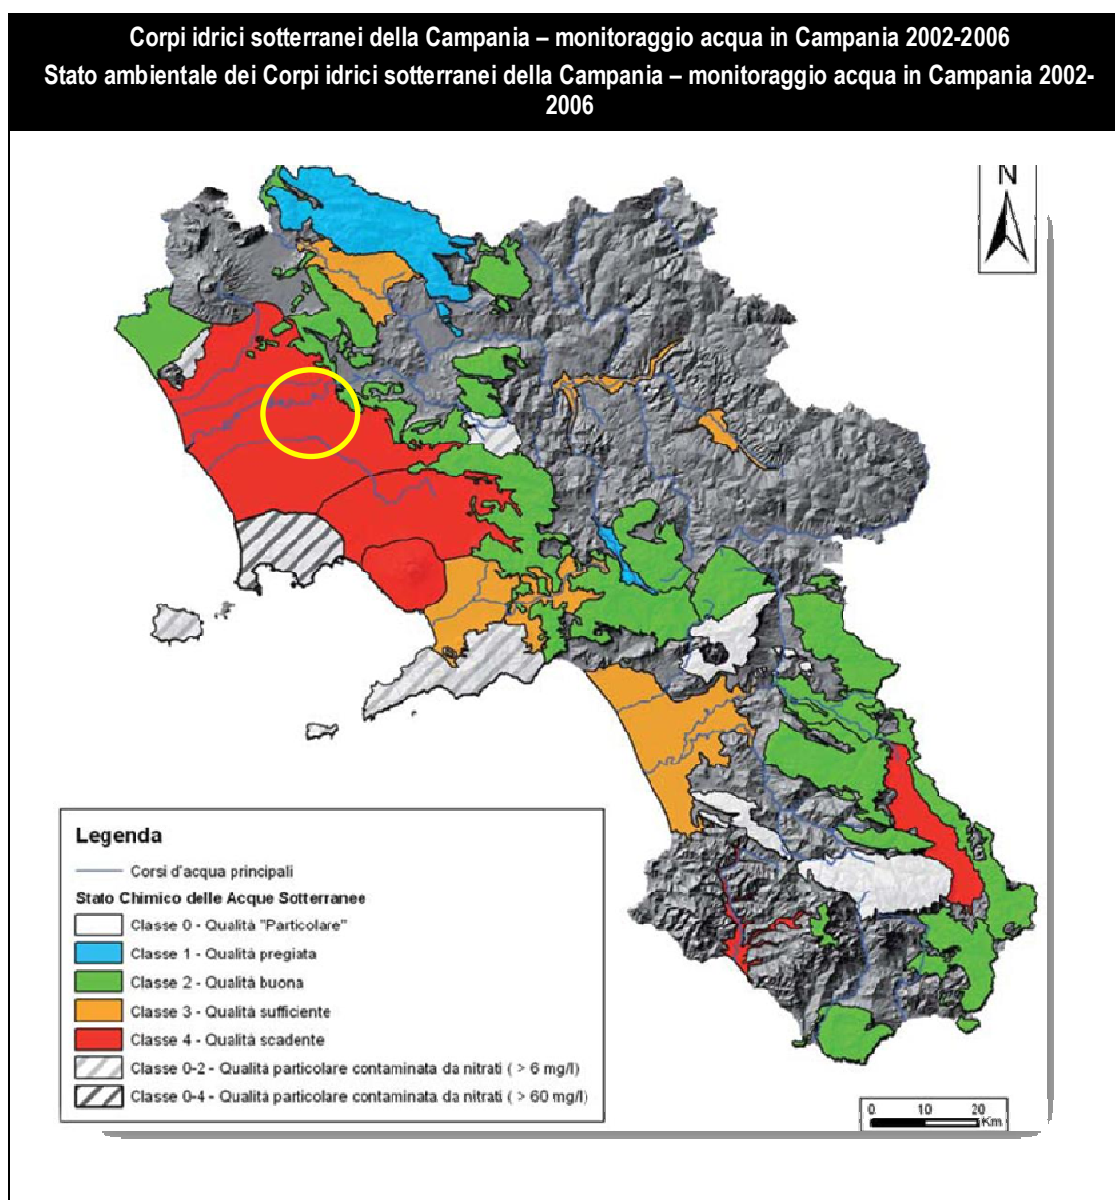 Corpi idrici sotterranei della Campania – monitoraggio acqua in Campania 2002-2006
Stato ambientale dei Corpi idrici sotterranei della Campania – monitoraggio acqua in Campania 2002-
2006
N
Legenda
Corsi d'acqua principali
Stato Chimico delle Acque Sotterranee
Classe 0 - Qualità "Particolare"
Classe 1 - Qualità pregiata
Classe 2 - Qualità buona
Classe 3 - Qualità sufficiente
Classe 4 - Qualità scadente
Classe 0-2 - Qualità particolare contaminata da nitrati ( > 6 mg/l)
Classe 0-4 - Qualità particolare contaminata da nitrati ( > 60 mg/l)
0 10 20
Km